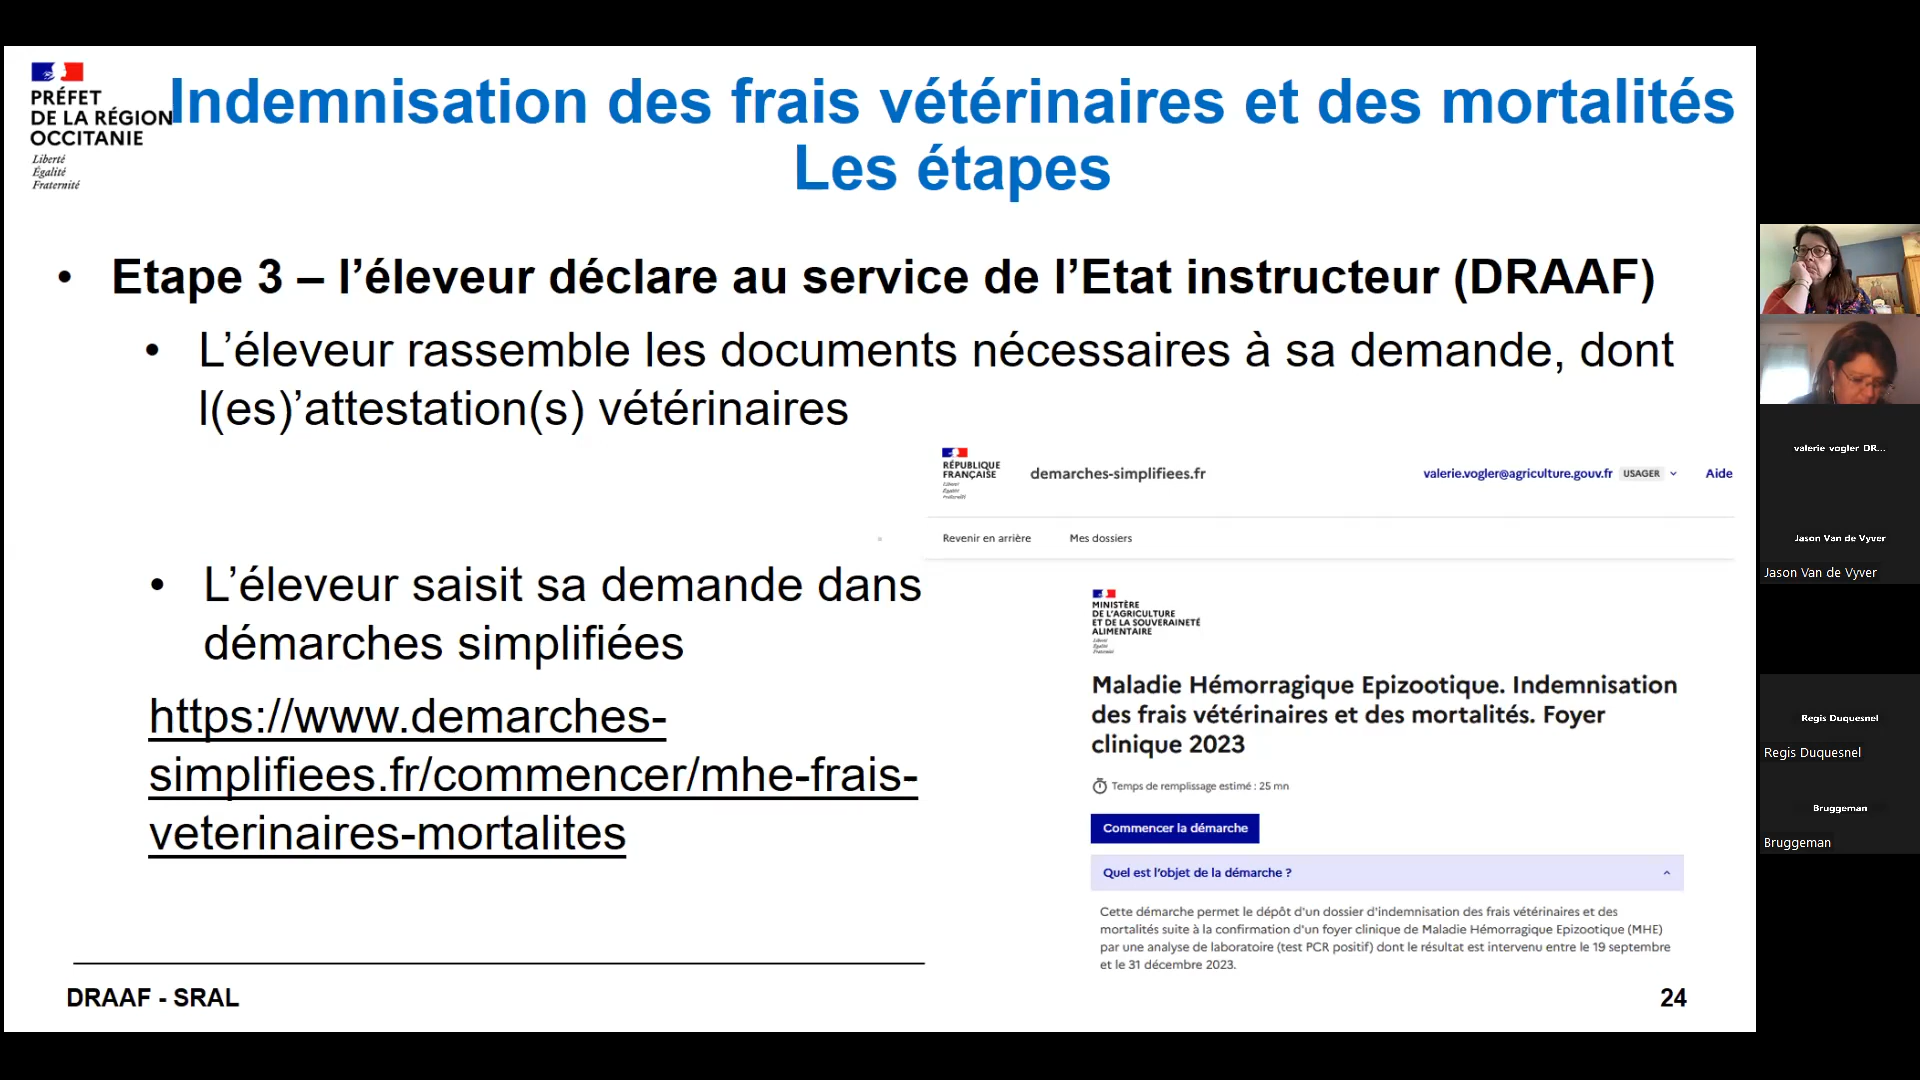 PRÉFET
DE LA RÉGION
OCCITANIE
Liberté
Égalité
Fraternité
Indemnisation des frais vétérinaires et des mortalités
Les étapes
• Etape 3 – l’éleveur déclare au service de l’Etat instructeur (DRAAF)
• L’éleveur rassemble les documents nécessaires à sa demande, dont
l(es)’attestation(s) vétérinaires
• L’éleveur saisit sa demande dans
démarches simplifiées
https://www.demarches-
simplifiees.fr/commencer/mhe-frais-
veterinaires-mortalites
RÉPUBLIQUE
FRANÇAISE
Liberté
Égalité
Fraternité
demarches-simplifiees.fr
valerie.vogler@agriculture.gouv.fr USAGER
Aide
Revenir en arrière
Mes dossiers
MINISTÈRE
DE L'AGRICULTURE
ET DE LA SOUVERAINETÉ
ALIMENTAIRE
Liberté
Égalité
Fraternité
Maladie Hémorragique Epizootique. Indemnisation
des frais vétérinaires et des mortalités. Foyer
clinique 2023
Temps de remplissage estimé : 25 mn
Commencer la démarche
Quel est l’objet de la démarche ?
Cette démarche permet le dépôt d'un dossier d'indemnisation des frais vétérinaires et des
mortalités suite à la confirmation d'un foyer clinique de Maladie Hémorragique Epizootique (MHE)
par une analyse de laboratoire (test PCR positif) dont le résultat est intervenu entre le 19 septembre
et le 31 décembre 2023.
DRAAF - SRAL
24
valerie vogler DR...
Jason Van de Vyver
Jason Van de Vyver
Regis Duquesnel
Regis Duquesnel
Bruggeman
Bruggeman